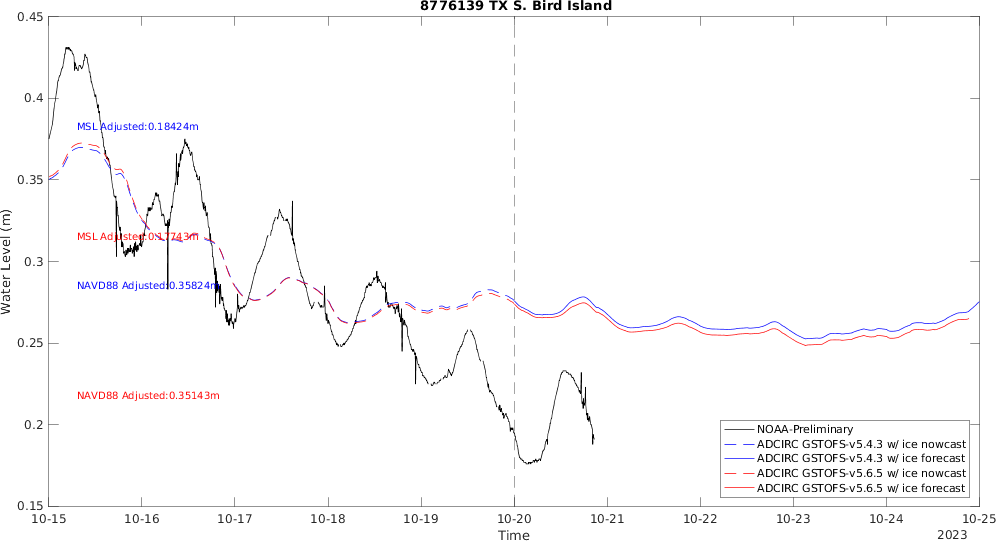 8776139 TX S. Bird Island
0.45
0.4
0.35
0.3
0.25
0.2
0.15
Water Level (m)
MSL Adjusted:0.18424m
MSL Adjusted:0.17743m
NAVD88 Adjusted:0.35824m
NAVD88 Adjusted:0.35143m
NOAA-Preliminary
ADCIRC GSTOFS-v5.4.3 w/ ice nowcast
ADCIRC GSTOFS-v5.4.3 w/ ice forecast
ADCIRC GSTOFS-v5.6.5 w/ ice nowcast
ADCIRC GSTOFS-v5.6.5 w/ ice forecast
10-15 10-16 10-17 10-18 10-19 10-20 10-21 10-22 10-23 10-24 10-25
Time
2023